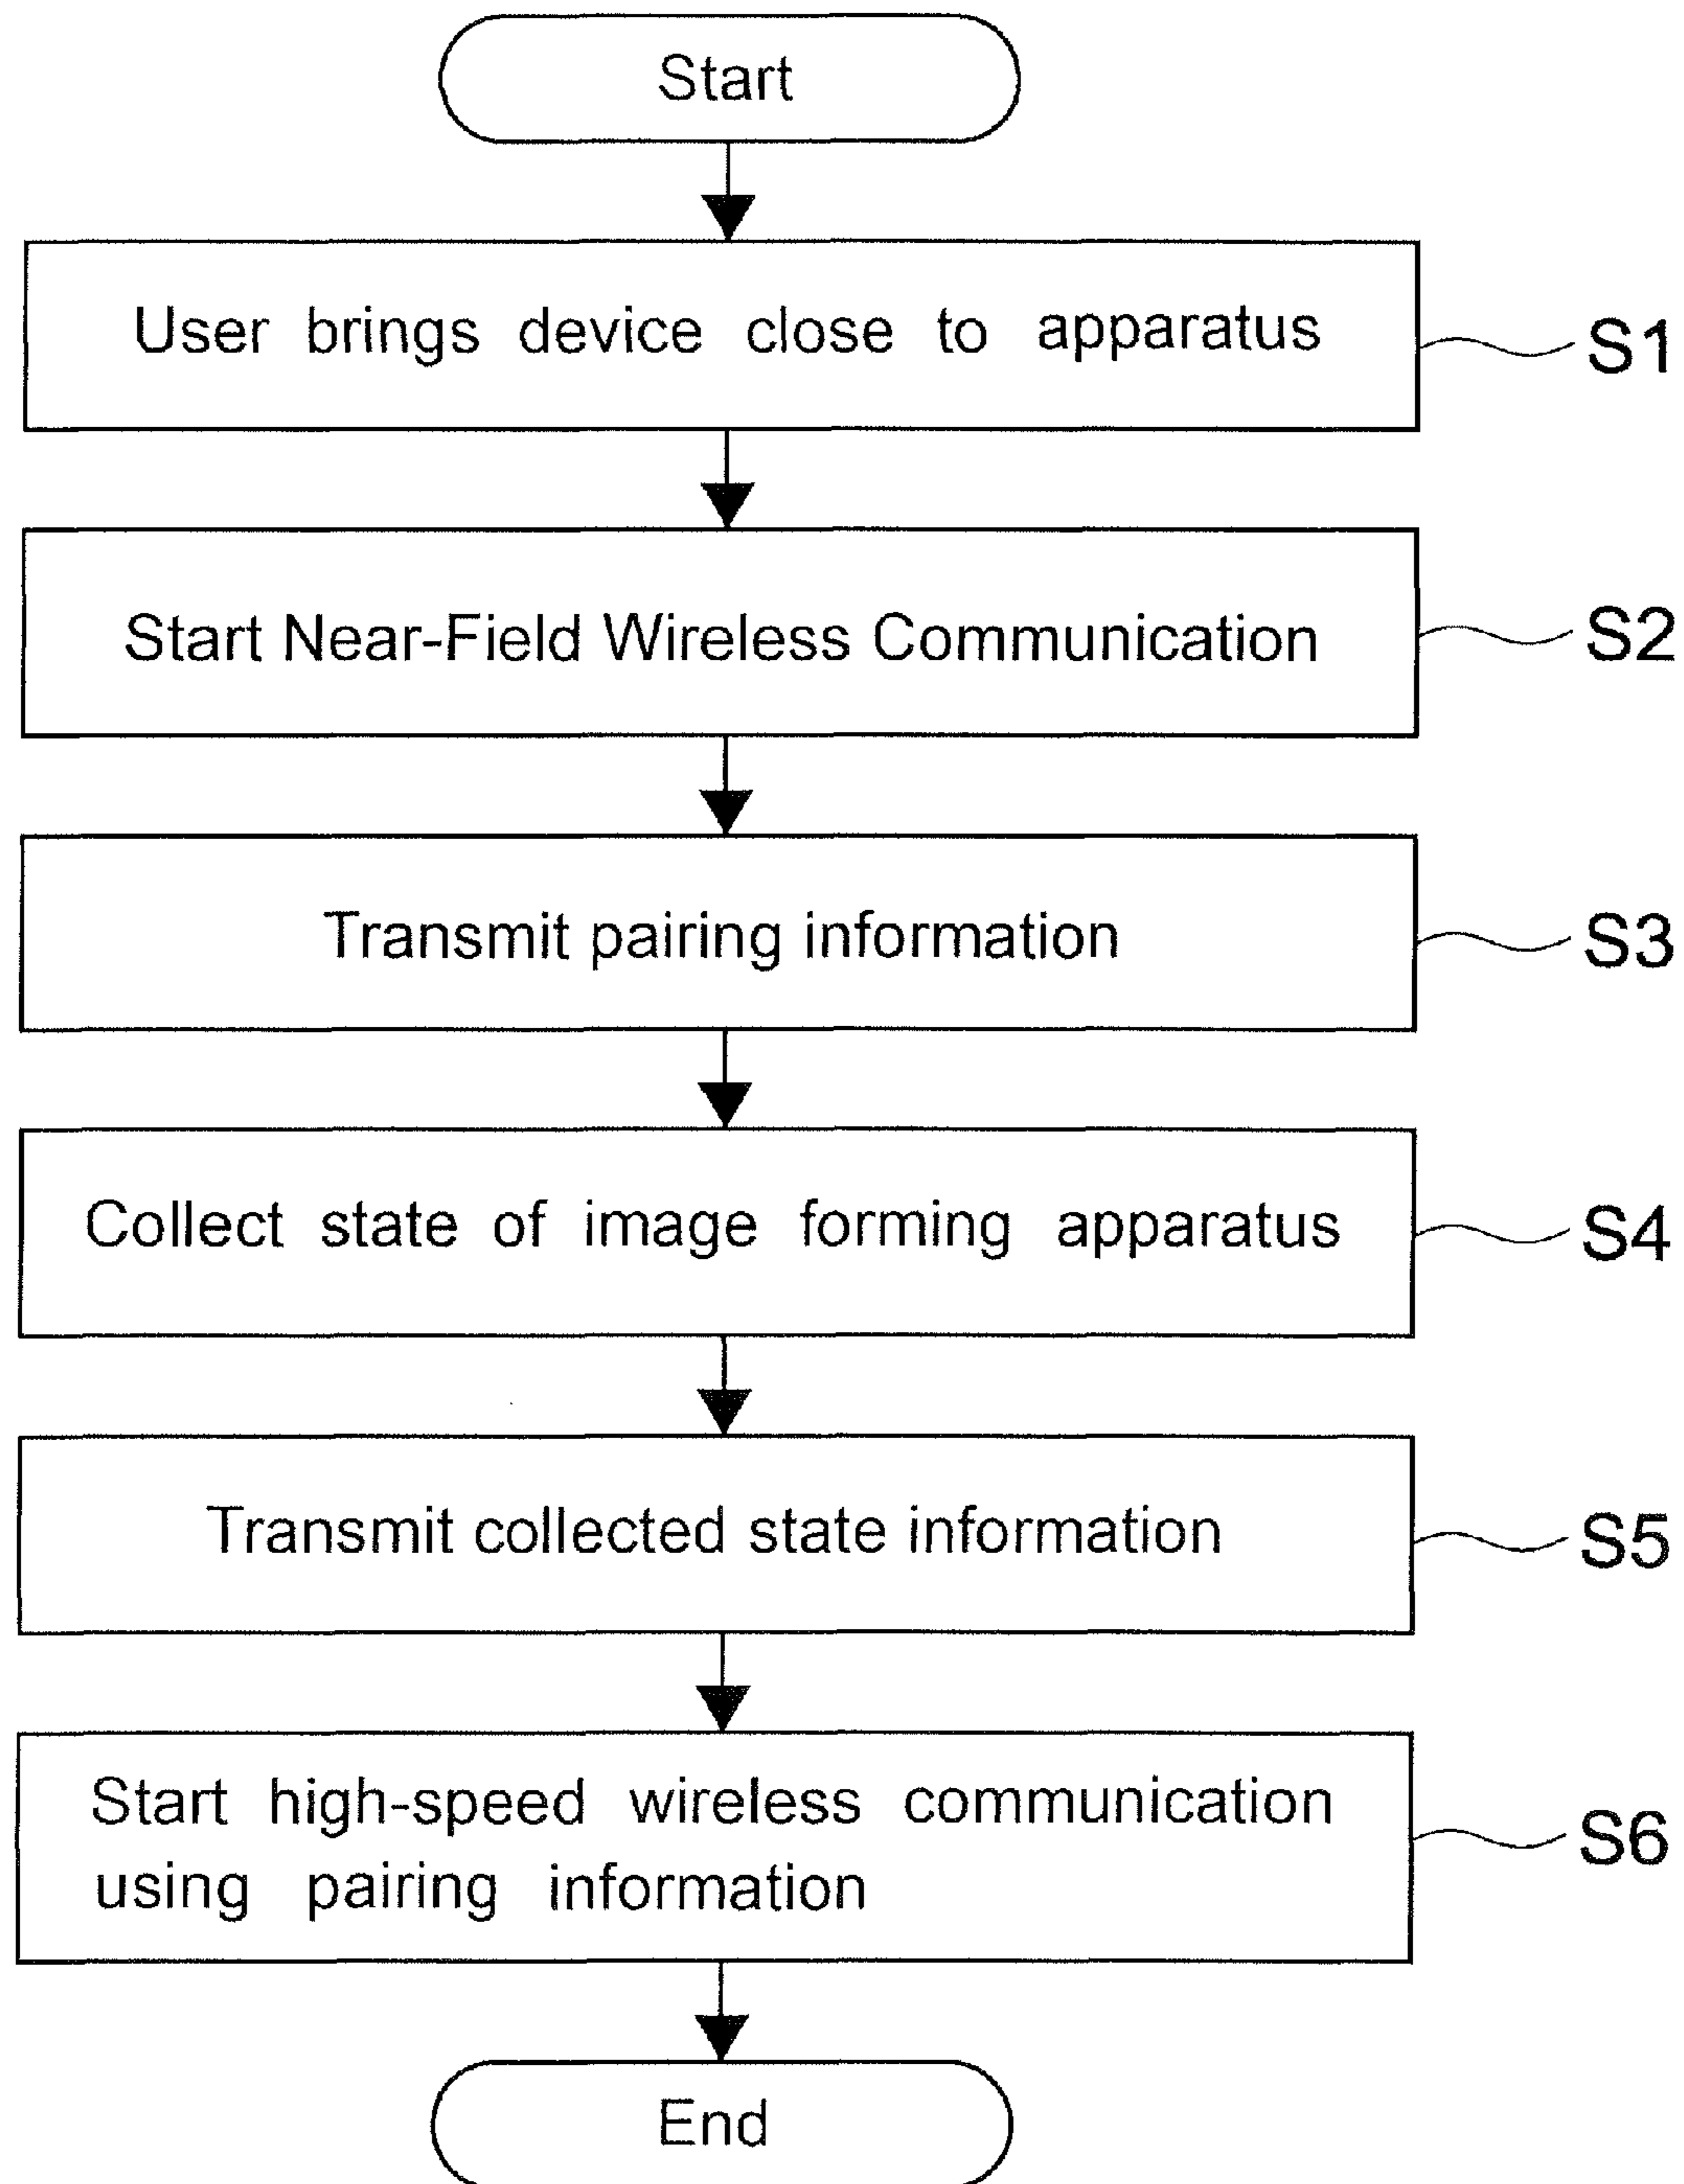 Start
User brings device close to apparatus
S1
Start Near-Field Wireless Communication
S2
Transmit pairing information
S3
Collect state of image forming apparatus
S4
Transmit collected state information
S5
Start high-speed wireless communication
using pairing information
S6
End